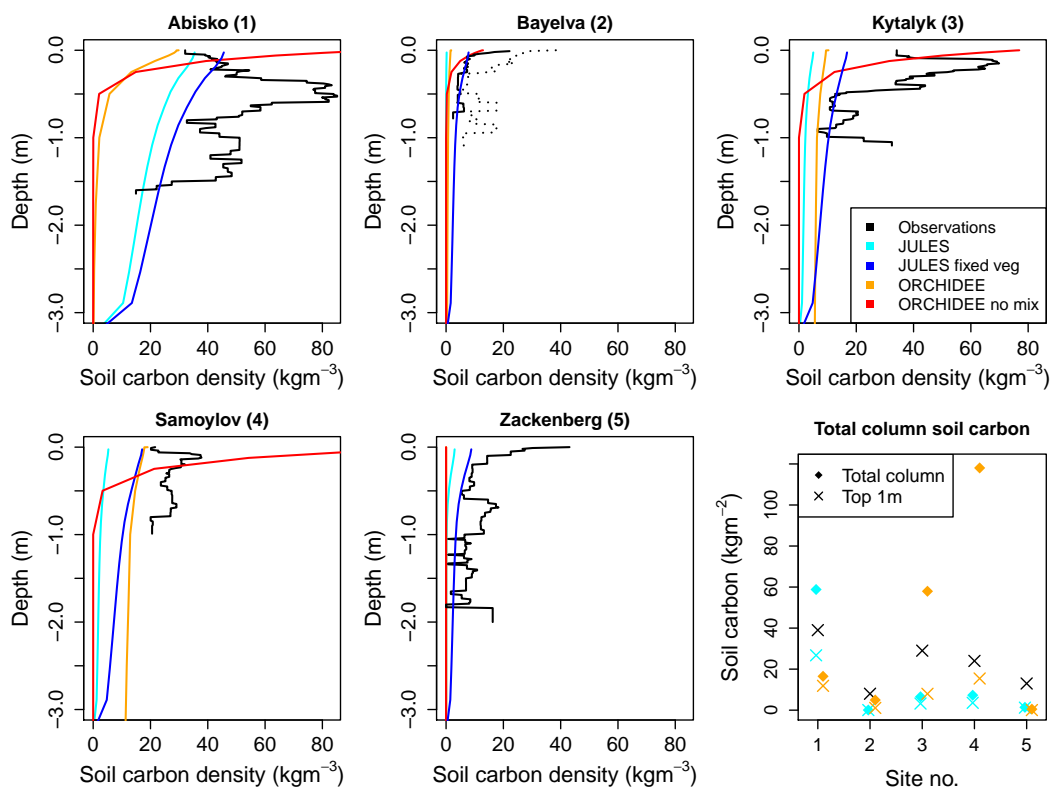 Abisko (1)
0.0
−1.0
−2.0
−3.0
Depth (m)
0 20 40 60 80
Soil carbon density (kgm−3)
Bayelva (2)
0.0
−1.0
−2.0
−3.0
Depth (m)
0 20 40 60 80
Soil carbon density (kgm−3)
Kytalyk (3)
0.0
−1.0
−2.0
−3.0
Depth (m)
Observations
JULES
JULES fixed veg
ORCHIDEE
ORCHIDEE no mix
0 20 40 60 80
Soil carbon density (kgm−3)
Samoylov (4)
0.0
−1.0
−2.0
−3.0
Depth (m)
0 20 40 60 80
Soil carbon density (kgm−3)
Zackenberg (5)
0.0
−1.0
−2.0
−3.0
Depth (m)
0 20 40 60 80
Soil carbon density (kgm−3)
Total column soil carbon
Total column
Top 1m
0 20 40 60 80 100
Soil carbon (kgm−2)
1 2 3 4 5
Site no.